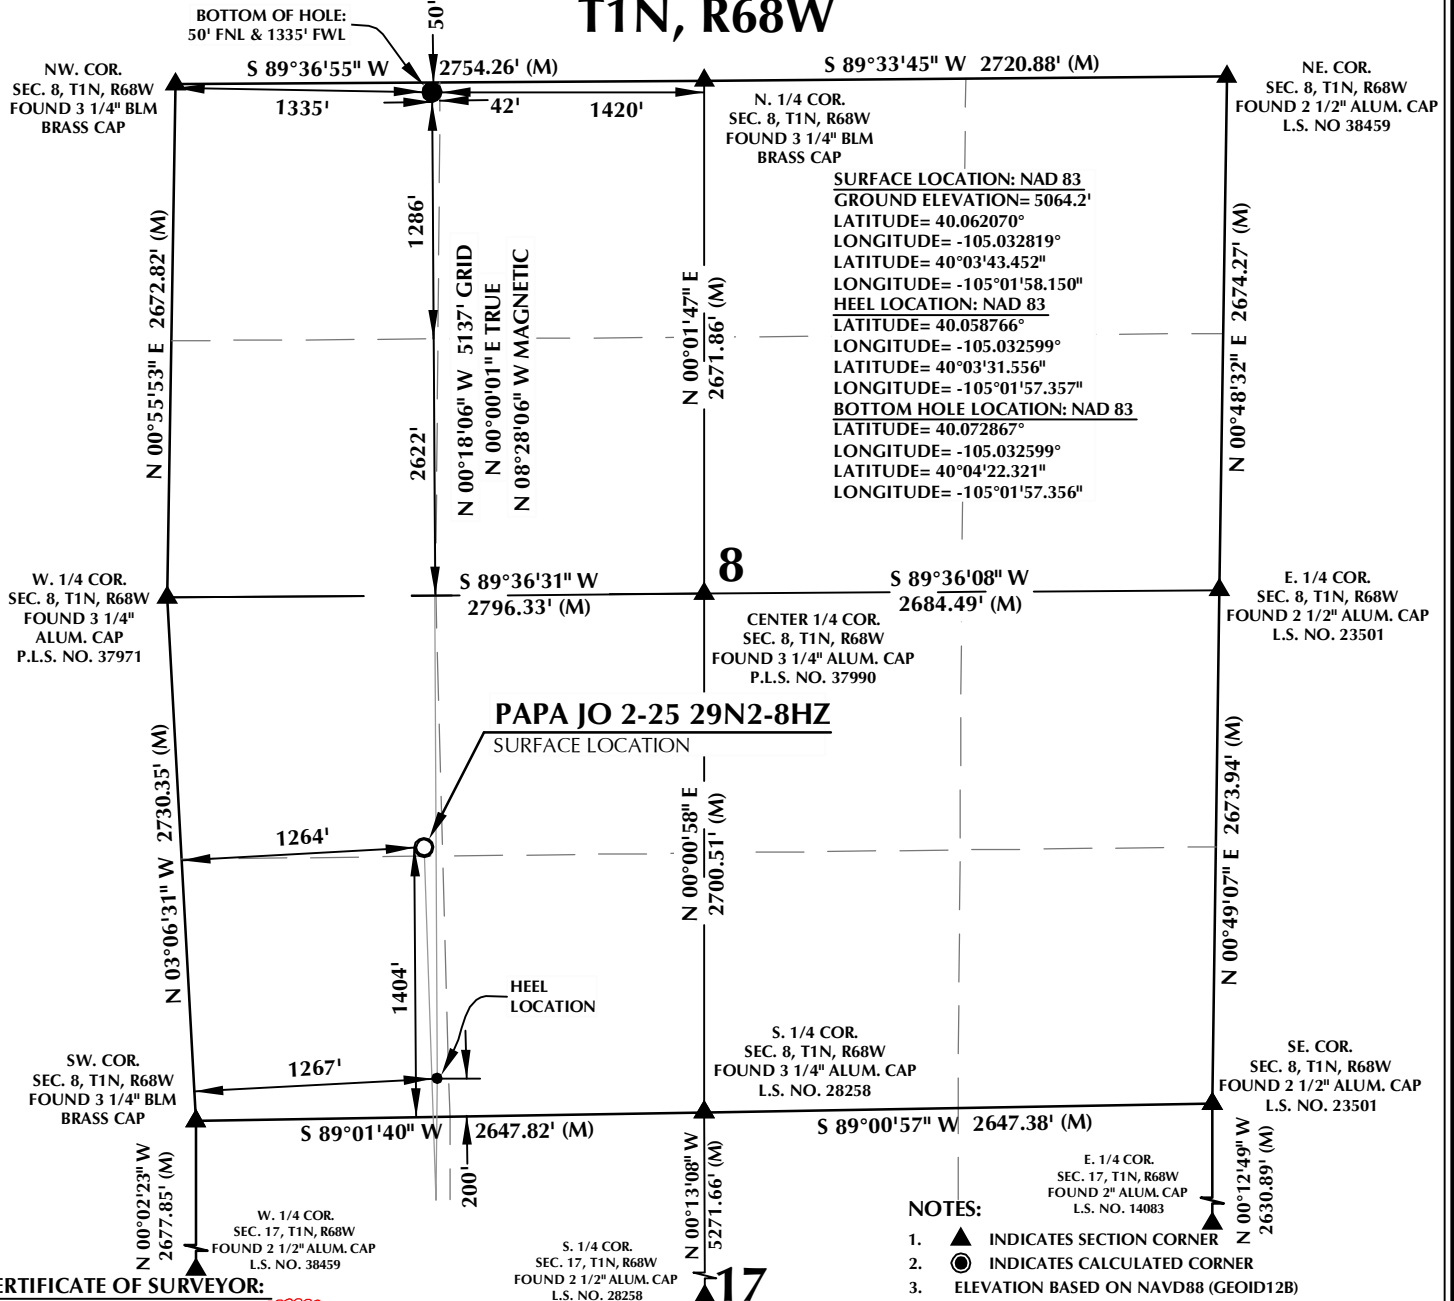 T1N, R68W
BOTTOM OF HOLE:
50' FNL & 1335' FWL
50'
NW. COR.
SEC. 8, T1N, R68W
FOUND 3 1/4" BLM
BRASS CAP
S 89°36'55" W 2754.26' (M)
S 89°33'45" W 2720.88' (M)
NE. COR.
SEC. 8, T1N, R68W
FOUND 2 1/2" ALUM. CAP
L.S. NO 38459
1335'
42'
1420'
N. 1/4 COR.
SEC. 8, T1N, R68W
FOUND 3 1/4" BLM
BRASS CAP
SURFACE LOCATION: NAD 83
GROUND ELEVATION= 5064.2'
LATITUDE= 40.062070°
LONGITUDE= -105.032819°
LATITUDE= 40°03'43.452"
LONGITUDE= -105°01'58.150"
HEEL LOCATION: NAD 83
LATITUDE= 40.058766°
LONGITUDE= -105.032599°
LATITUDE= 40°03'31.556"
LONGITUDE= -105°01'57.357"
BOTTOM HOLE LOCATION: NAD 83
LATITUDE= 40.072867°
LONGITUDE= -105.032599°
LATITUDE= 40°04'22.321"
LONGITUDE= -105°01'57.356"
N 00°55'53" E 2672.82' (M)
1286'
2622'
N 00°18'06" W 5137' GRID
N 00°00'01" E TRUE
N 08°28'06" W MAGNETIC
N 00°01'47" E
2671.86' (M)
N 00°48'32" E 2674.27' (M)
W. 1/4 COR.
SEC. 8, T1N, R68W
FOUND 3 1/4"
ALUM. CAP
P.L.S. NO. 37971
S 89°36'31" W
2796.33' (M)
8
S 89°36'08" W
2684.49' (M)
E. 1/4 COR.
SEC. 8, T1N, R68W
FOUND 2 1/2" ALUM. CAP
L.S. NO. 23501
CENTER 1/4 COR.
SEC. 8, T1N, R68W
FOUND 3 1/4" ALUM. CAP
P.L.S. NO. 37990
PAPA JO 2-25 29N2-8HZ
SURFACE LOCATION
N 03°06'31" W 2730.35' (M)
1264'
1404'
N 00°00'58" E
2700.51' (M)
N 00°49'07" E 2673.94' (M)
HEEL
LOCATION
1267'
SW. COR.
SEC. 8, T1N, R68W
FOUND 3 1/4" BLM
BRASS CAP
S. 1/4 COR.
SEC. 8, T1N, R68W
FOUND 3 1/4" ALUM. CAP
L.S. NO. 28258
SE. COR.
SEC. 8, T1N, R68W
FOUND 2 1/2" ALUM. CAP
L.S. NO. 23501
S 89°01'40" W 2647.82' (M)
S 89°00'57" W 2647.38' (M)
200'
N 00°02'23" W
2677.85' (M)
W. 1/4 COR.
SEC. 17, T1N, R68W
FOUND 2 1/2" ALUM. CAP
L.S. NO. 38459
N 00°13'08" W
5271.66' (M)
S. 1/4 COR.
SEC. 17, T1N, R68W
FOUND 2 1/2" ALUM. CAP
L.S. NO. 28258
17
E. 1/4 COR.
SEC. 17, T1N, R68W
FOUND 2" ALUM. CAP
L.S. NO. 14083
N 00°12'49" W
2630.89' (M)
NOTES:
1. INDICATES SECTION CORNER
2. INDICATES CALCULATED CORNER
3. ELEVATION BASED ON NAVD88 (GEOID12B)
ERTIFICATE OF SURVEYOR: